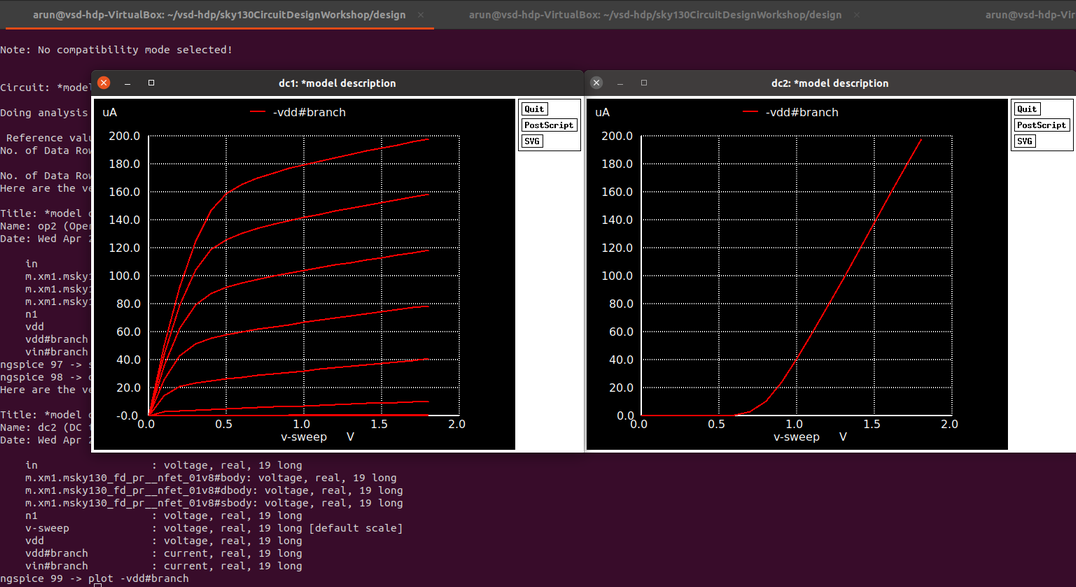 arun@vsd-hdp-VirtualBox: ~/vsd-hdp/sky130CircuitDesignWorkshop/design ×
arun@vsd-hdp-VirtualBox: ~/vsd-hdp/sky130CircuitDesignWorkshop/design ×
arun@vsd-hdp-Vir
Note: No compatibility mode selected!
Circuit: *model
Doing analysis
Reference valu
No. of Data Row
No. of Data Row
Here are the ve
Title: *model d
Name: op2 (Oper
Date: Wed Apr 2
in
m.xm1.msky13
m.xm1.msky13
m.xm1.msky13
n1
vdd
vdd#branch
vin#branch
ngspice 97 -> s
ngspice 98 -> d
Here are the ve
Title: *model d
Name: dc2 (DC t
Date: Wed Apr 2
in : voltage, real, 19 long
m.xm1.msky130_fd_pr__nfet_01v8#body: voltage, real, 19 long
m.xm1.msky130_fd_pr__nfet_01v8#dbody: voltage, real, 19 long
m.xm1.msky130_fd_pr__nfet_01v8#sbody: voltage, real, 19 long
n1 : voltage, real, 19 long
v-sweep : voltage, real, 19 long [default scale]
vdd : voltage, real, 19 long
vdd#branch : current, real, 19 long
vin#branch : current, real, 19 long
ngspice 99 -> plot -vdd#branch
dc1: *model description
uA
-vdd#branch
200.0
180.0
160.0
140.0
120.0
100.0
80.0
60.0
40.0
20.0
-0.0
0.0 0.5 1.0 1.5 2.0
v-sweep V
Quit
PostScript
SVG
dc2: *model description
uA
-vdd#branch
200.0
180.0
160.0
140.0
120.0
100.0
80.0
60.0
40.0
20.0
0.0
0.0 0.5 1.0 1.5 2.0
v-sweep V
Quit
PostScript
SVG